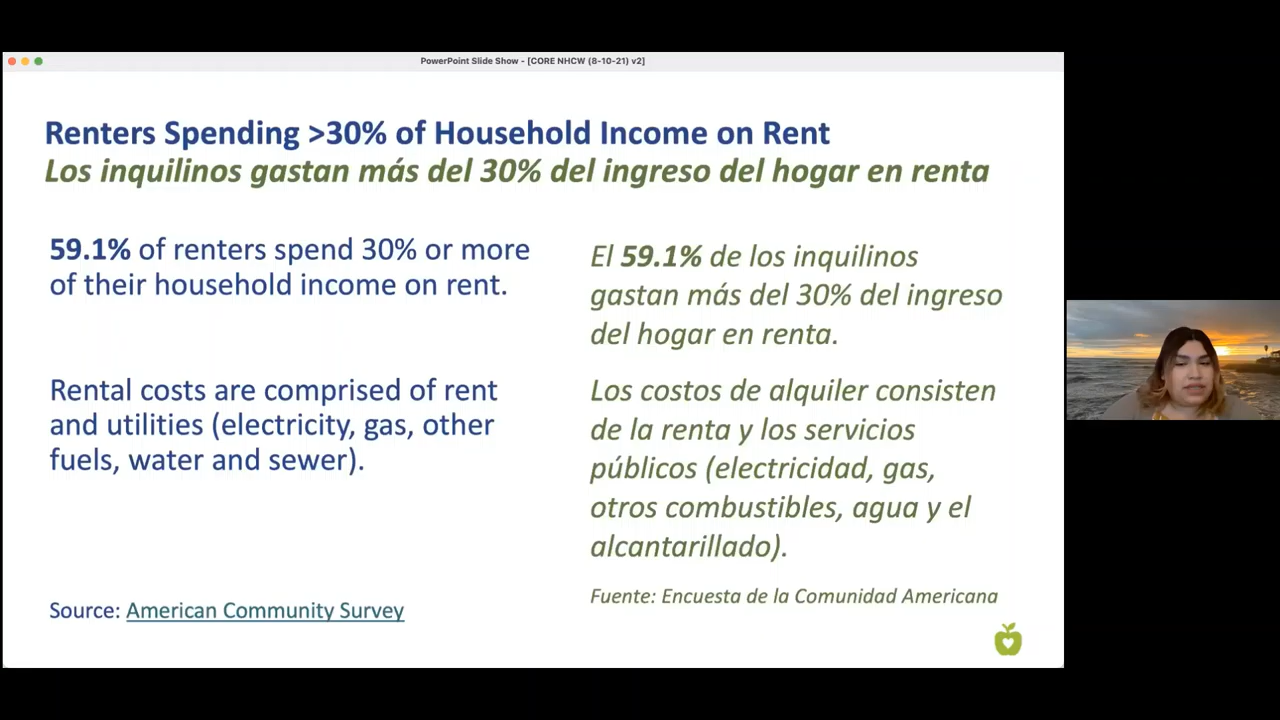 PowerPoint Slide Show - [CORE NHCW (8-10-21) v2]
Renters Spending >30% of Household Income on Rent
Los inquilinos gastan más del 30% del ingreso del hogar en renta
59.1% of renters spend 30% or more
of their household income on rent.
Rental costs are comprised of rent
and utilities (electricity, gas, other
fuels, water and sewer).
Source: American Community Survey
El 59.1% de los inquilinos
gastan más del 30% del ingreso
del hogar en renta.
Los costos de alquiler consisten
de la renta y los servicios
públicos (electricidad, gas,
otros combustibles, agua y el
alcantarillado).
Fuente: Encuesta de la Comunidad Americana